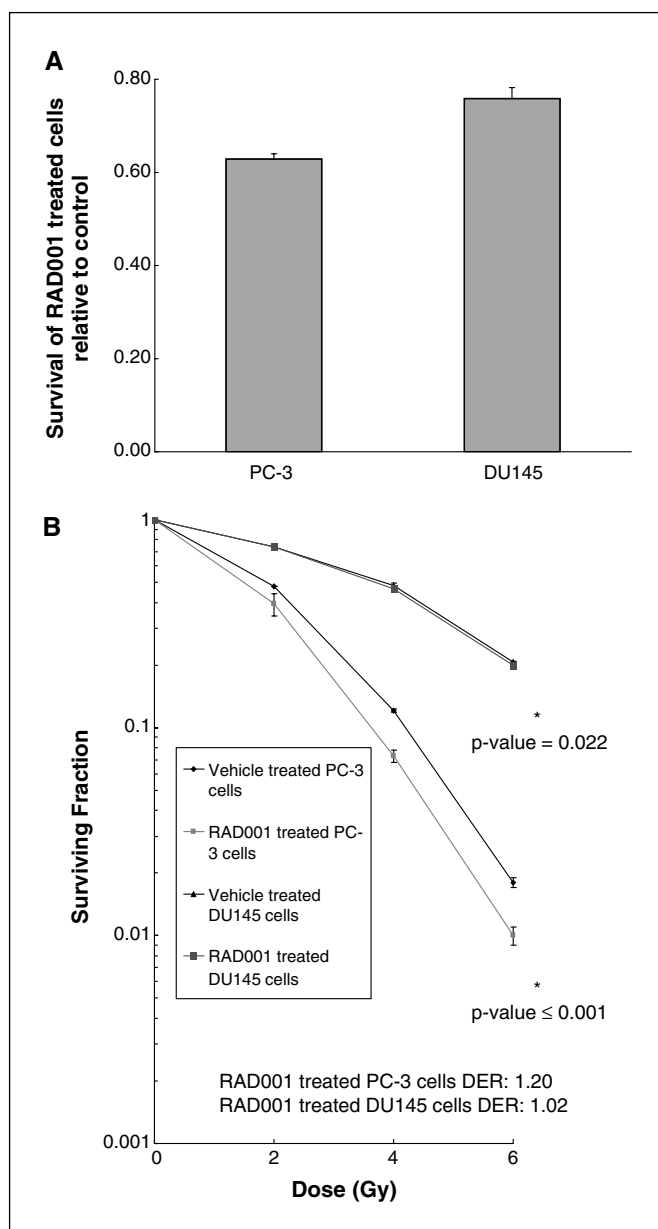 A
Survival of RAD001 treated cells
relative to control
0.80
0.60
0.40
0.20
0.00
PC-3
DU145
B
Surviving Fraction
1
0.1
0.01
0.001
Vehicle treated PC-3
cells
RAD001 treated PC-
3 cells
Vehicle treated
DU145 cells
RAD001 treated
DU145 cells
*
p-value = 0.022
*
p-value ≤ 0.001
RAD001 treated PC-3 cells DER: 1.20
RAD001 treated DU145 cells DER: 1.02
0
2
4
6
Dose (Gy)